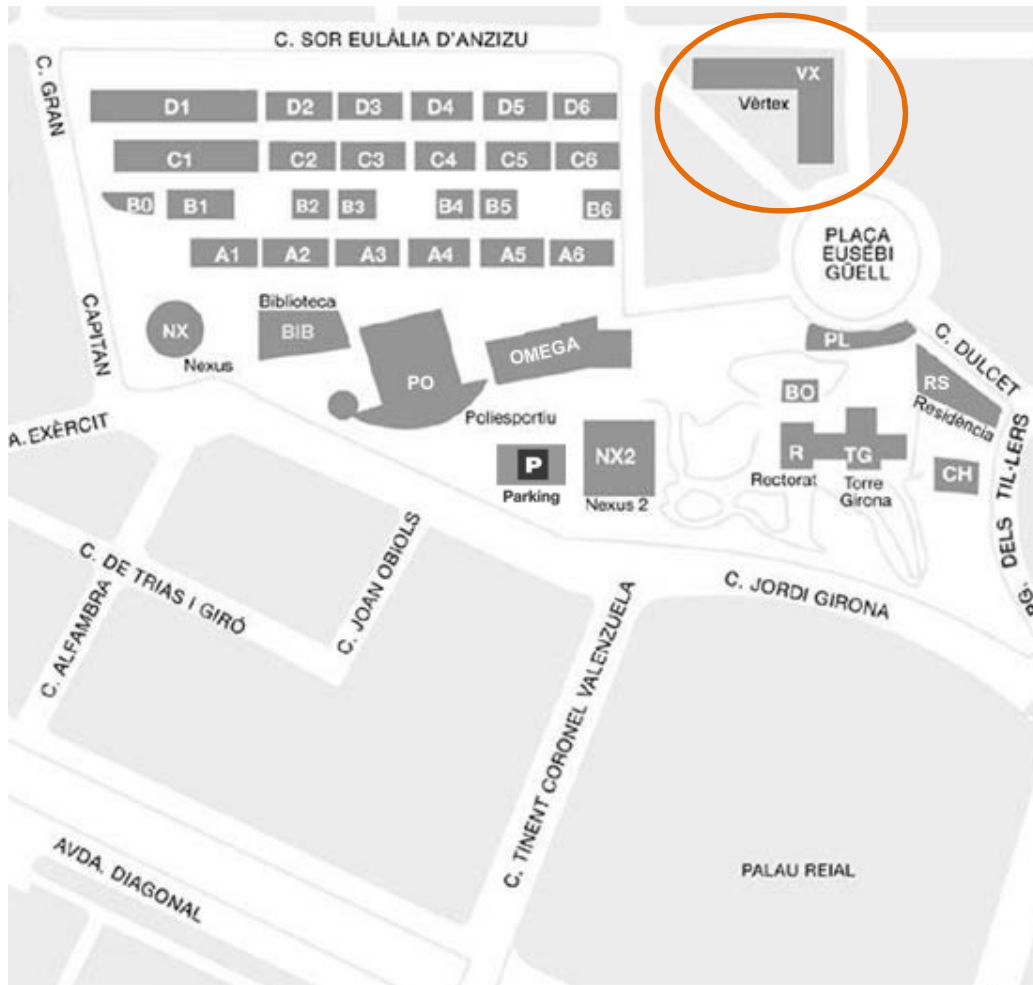 C. SOR EULÀLIA D'ANZIZU
C. GRAN
CAPITAN
VX
Vèrtex
D1
D2
D3
D4
D5
D6
C1
C2
C3
C4
C5
C6
B0
B1
B2
B3
B4
B5
B6
A1
A2
A3
A4
A5
A6
PLAÇA
EUSÉBI
GÜELL
NX
Nexus
Biblioteca
BIB
PO
Poliesportiu
OMEGA
PL
C. DULCET
RS
Residència
BO
R
Rectorat
TG
Torre
Girona
CH
P
Parking
NX2
Nexus 2
DELS TIL·LERS
PG.
A. EXÈRCIT
C. JORDI GIRONA
C. DE TRIAS I GIRÓ
C. JOAN OBIOLS
C. ALFAMBRA
C. TINENT CORONEL VALENZUELA
AVDA. DIAGONAL
PALAU REIAL